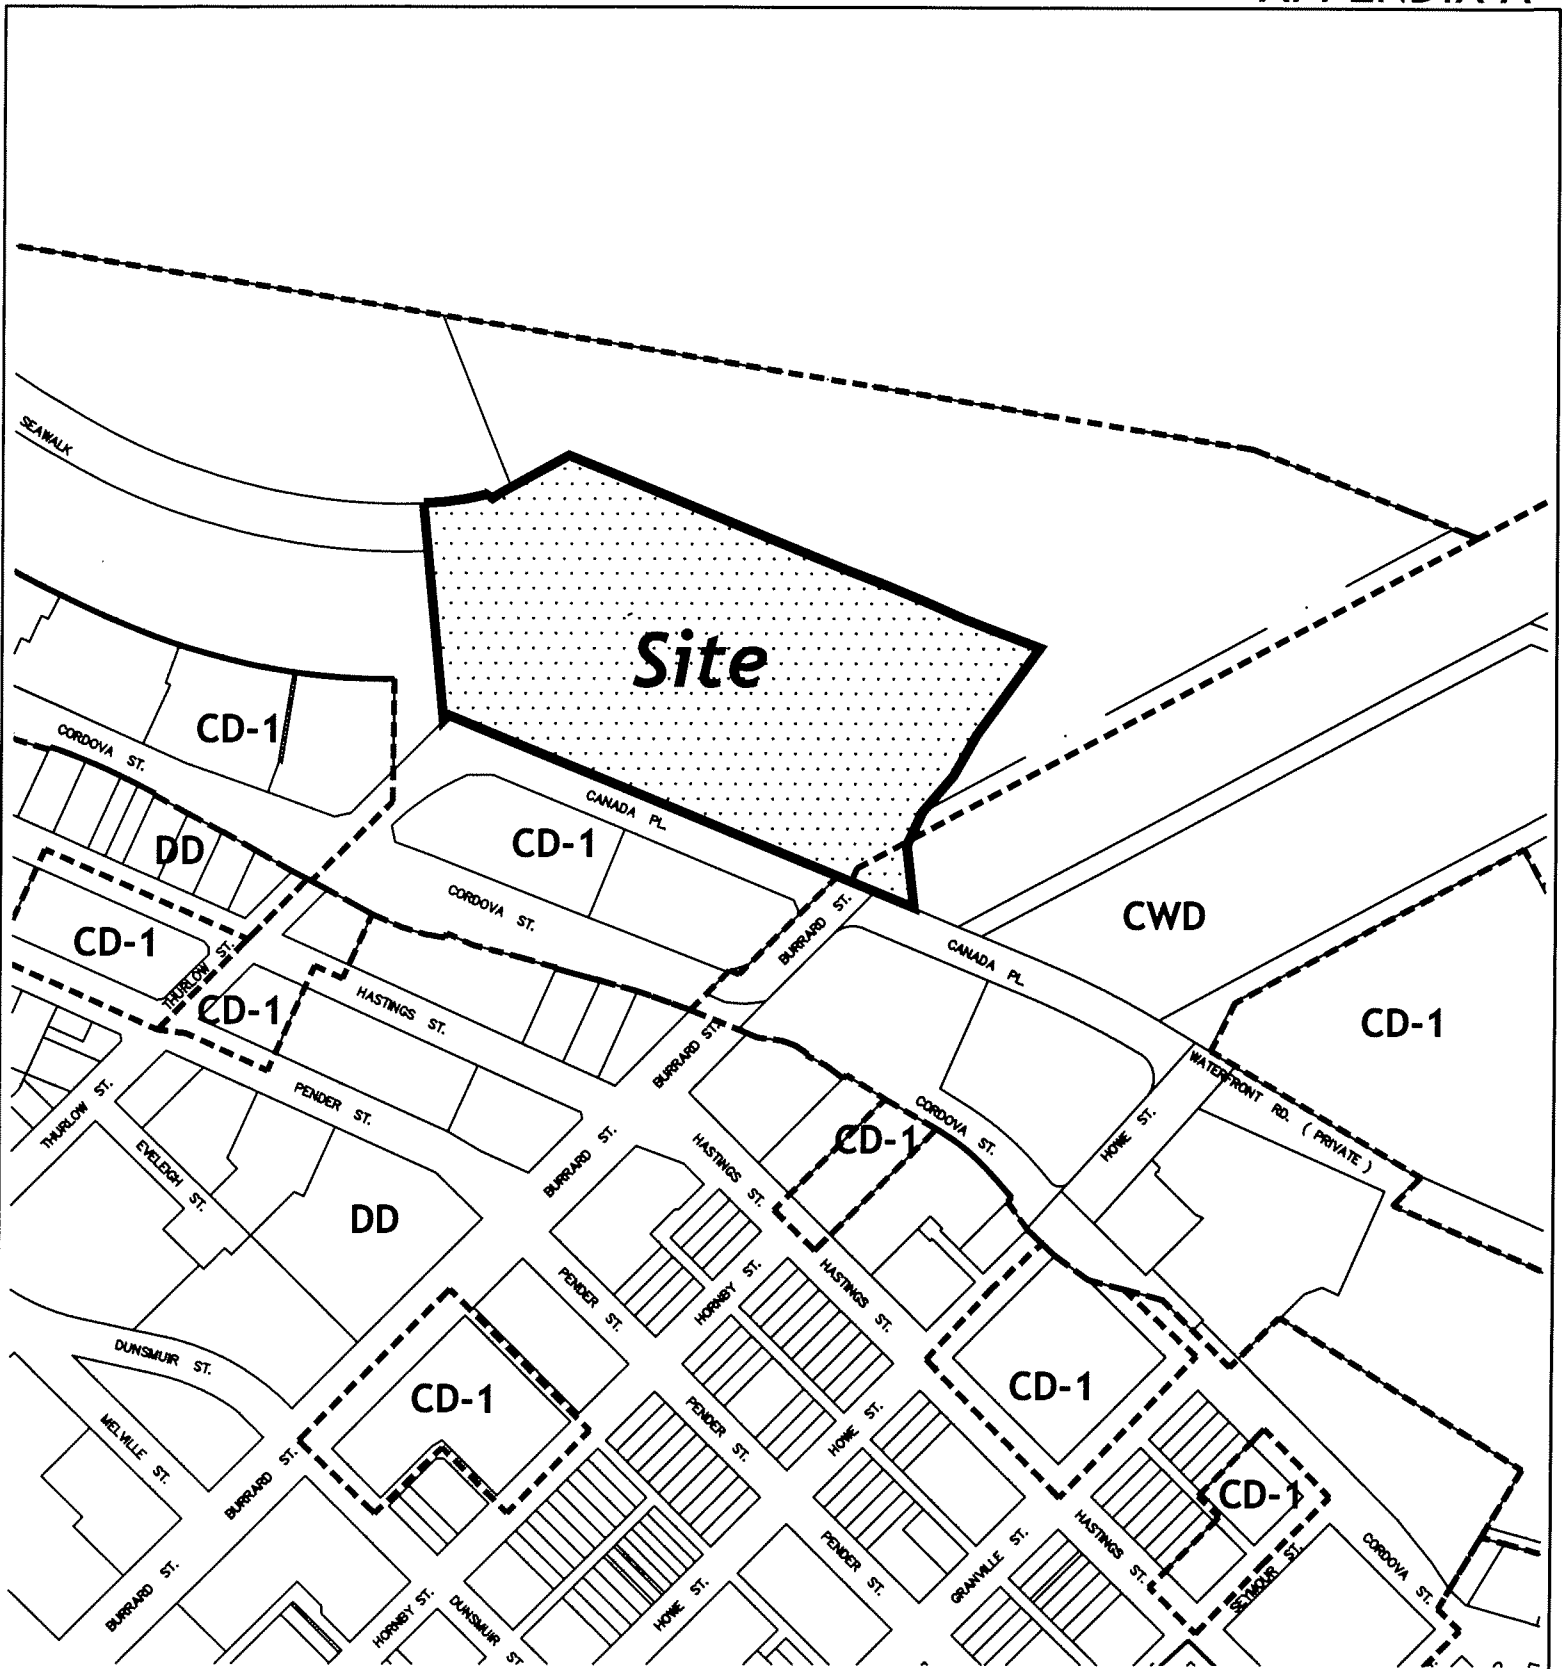 APPENDIX A
SEAWALK
Site
CD-1
CORDOVA ST.
CANADA PL.
DD
CD-1
CORDOVA ST.
BURRARD ST.
CWD
CD-1
THURLOW ST.
CANADA PL.
CD-1
HASTINGS ST.
CD-1
BURRARD ST.
WATERFRONT RD. ( PRIVATE )
PENDER ST.
THURLOW ST.
CORDOVA ST.
HOWE ST.
CD-1
EVELEIGH ST.
BURRARD ST.
HASTINGS ST.
DD
PENDER ST.
HORNBY ST.
HASTINGS ST.
DUNSMUIR ST.
CD-1
CD-1
MELVILLE ST.
PENDER ST.
HOWE ST.
BURRARD ST.
CD-1
HASTINGS ST.
PENDER ST.
GRANVILLE ST.
CORDOVA ST.
SEYMOUR ST.
BURRARD ST.
HORNBY ST.
DUNSMUIR ST.
HOWE ST.